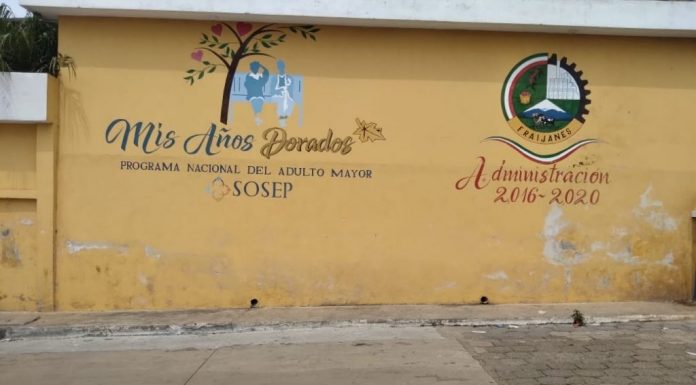 Mis Años Dorados
PROGRAMA NACIONAL DEL ADULTO MAYOR
SOSEP
FRAIJANES
Administración
2016-2020